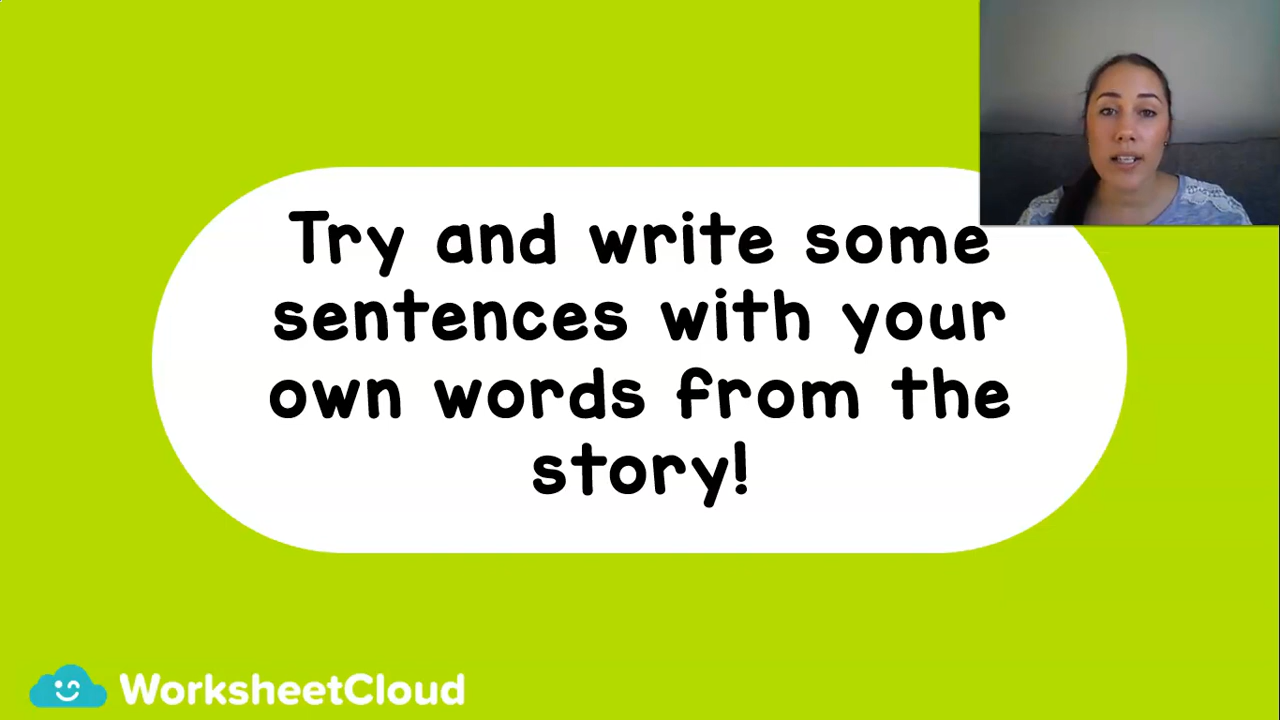 Try and write some
sentences with your
own words from the
story!
WorksheetCloud